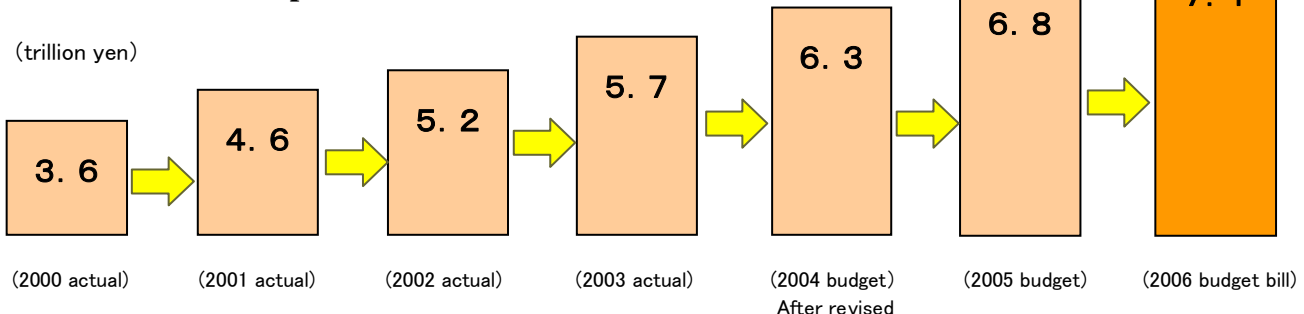 (trillion yen)
6. 8
6. 3
5. 7
5. 2
4. 6
3. 6
(2000 actual) (2001 actual) (2002 actual) (2003 actual) (2004 budget) (2005 budget) (2006 budget bill)
After revised